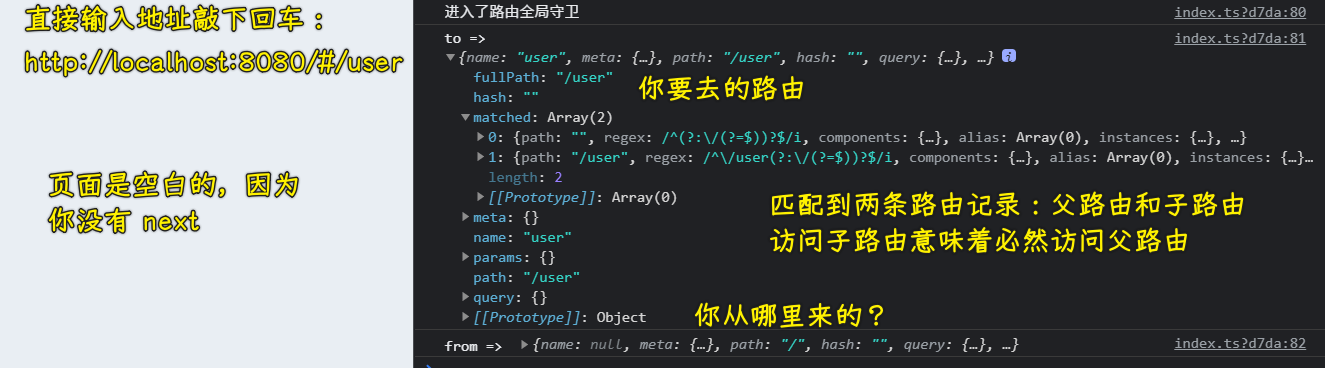 直接输入地址敲下回车：
http://localhost:8080/#/user
页面是空白的，因为
你没有 next
进入了路由全局守卫 index.ts?d7da:80
to => index.ts?d7da:81
▼{name: "user", meta: {…}, path: "/user", hash: "", query: {…}, …} i
fullPath: "/user"
hash: ""
你要去的路由
▼matched: Array(2)
▶0: {path: "", regex: /^(?:\/(?=$))?$/i, components: {…}, alias: Array(0), instances: {…}, …}
▶1: {path: "/user", regex: /^\/user(?:\/(?=$))?$/i, components: {…}, alias: Array(0), instances: {…}…
length: 2
▶[[Prototype]]: Array(0)
匹配到两条路由记录：父路由和子路由
访问子路由意味着必然访问父路由
▶meta: {}
name: "user"
▶params: {}
path: "/user"
▶query: {}
▶[[Prototype]]: Object
你从哪里来的？
from => ▶{name: null, meta: {…}, path: "/", hash: "", query: {…}, …} index.ts?d7da:82